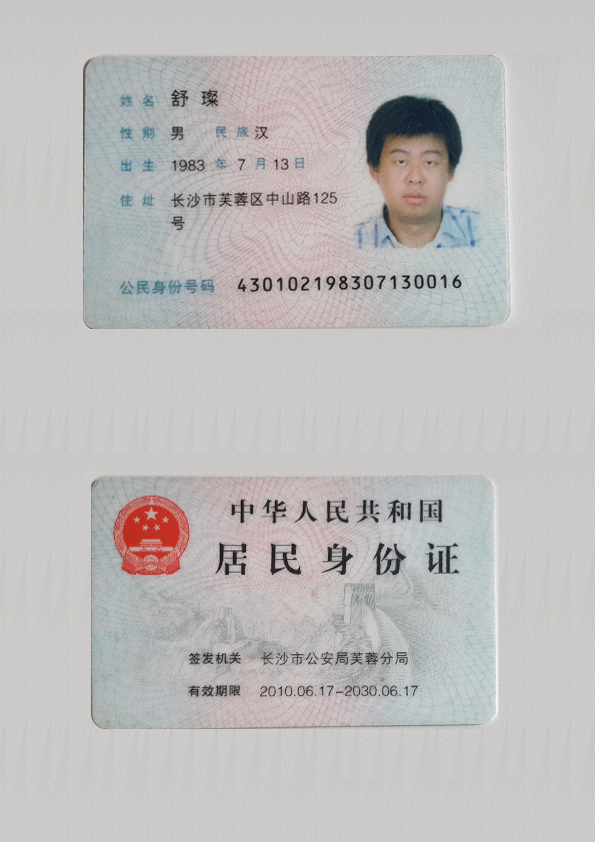 姓名 舒璨
性别 男 民族 汉
出生 1983 年 7 月 13 日
住址 长沙市芙蓉区中山路125
号
公民身份号码 430102198307130016
中华人民共和国
居民身份证
签发机关 长沙市公安局芙蓉分局
有效期限 2010.06.17-2030.06.17